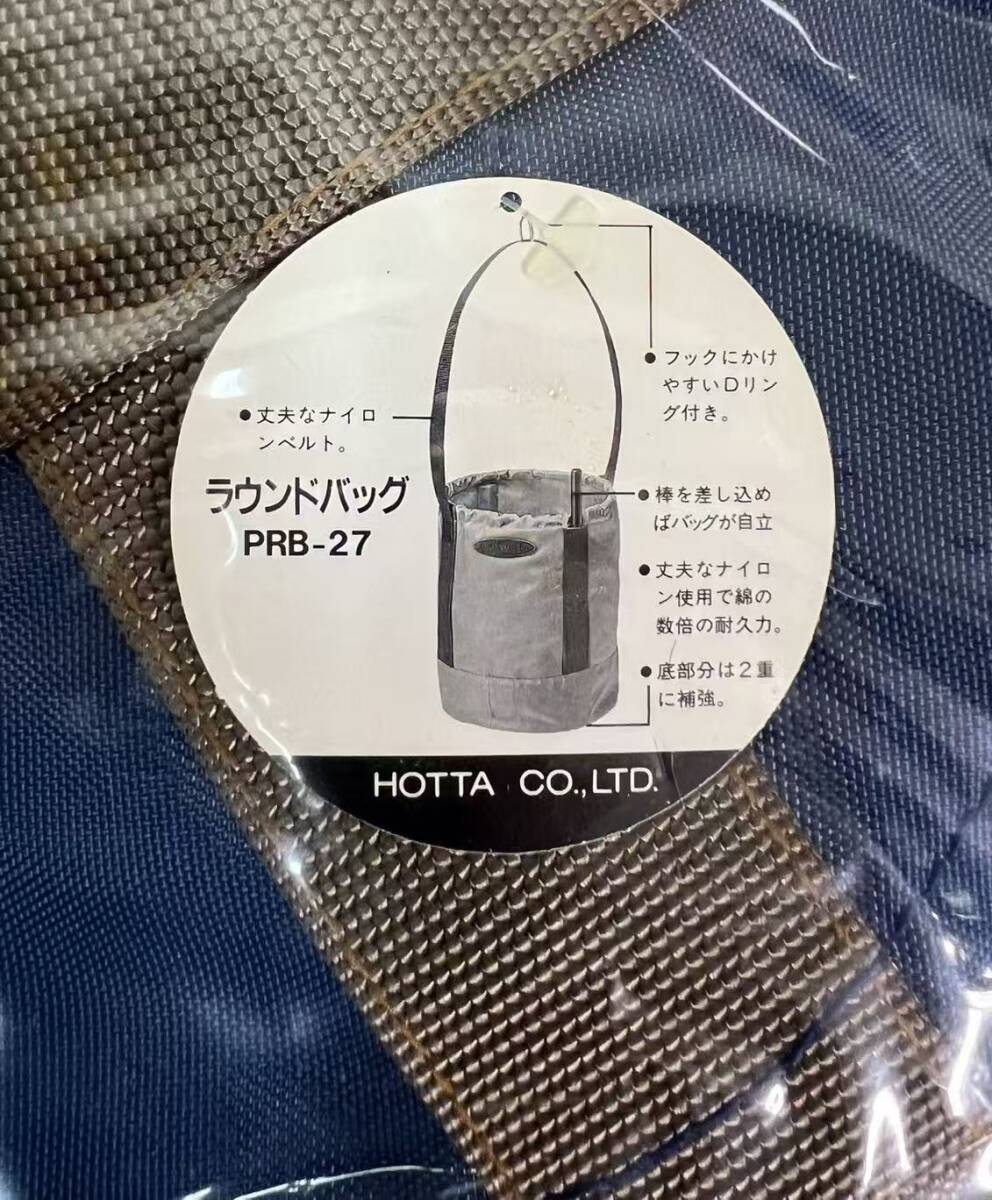 フックにかけ
やすいDリン
グ付き。
丈夫なナイロ
ンベルト。
ラウンドバッグ
PRB-27
棒を差し込め
ばバッグが自立
丈夫なナイロ
ン使用で綿の
数倍の耐久力。
底部分は2重
に補強。
HOTTA CO.,LTD.